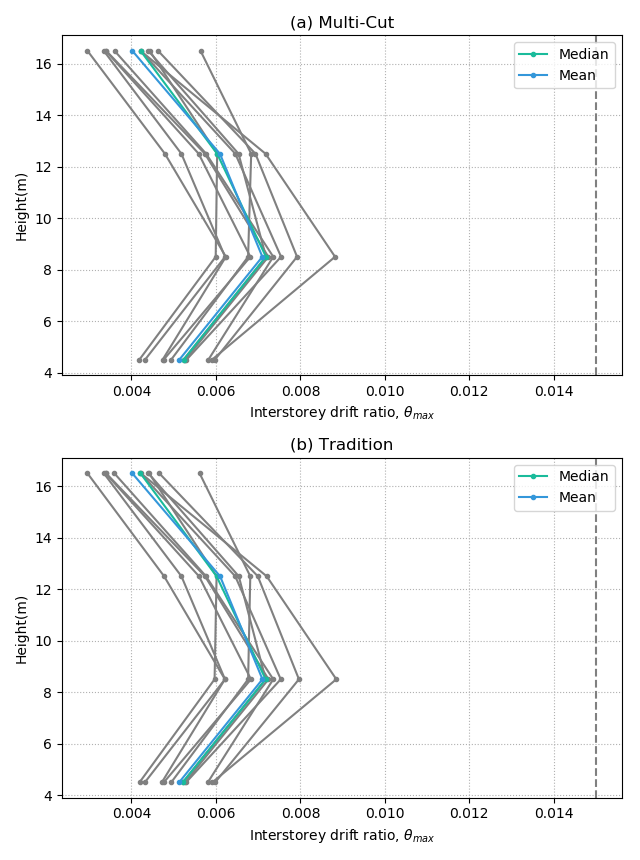 (a) Multi-Cut
Median
Mean
Height(m)
16
14
12
10
8
6
4
0.004 0.006 0.008 0.010 0.012 0.014
Interstorey drift ratio, θmax
(b) Tradition
Median
Mean
Height(m)
16
14
12
10
8
6
4
0.004 0.006 0.008 0.010 0.012 0.014
Interstorey drift ratio, θmax